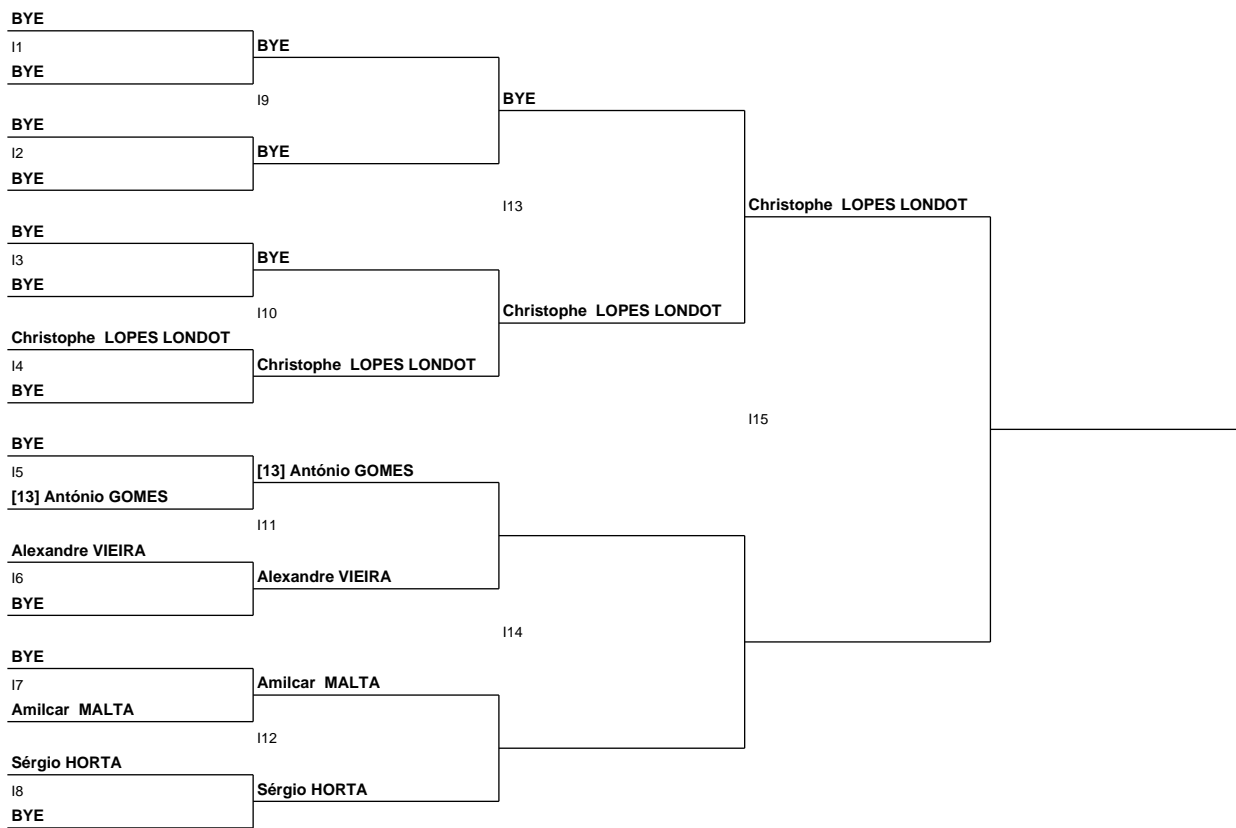 BYE
I1
BYE
BYE
I9
BYE
BYE
I2
BYE
BYE
I13
Christophe  LOPES LONDOT
BYE
I3
BYE
BYE
I10
Christophe  LOPES LONDOT
Christophe  LOPES LONDOT
I4
Christophe  LOPES LONDOT
BYE
I15
BYE
I5
[13] António GOMES
[13] António GOMES
I11
Alexandre VIEIRA
I6
Alexandre VIEIRA
BYE
I14
BYE
I7
Amilcar  MALTA
Amilcar  MALTA
I12
Sérgio HORTA
I8
Sérgio HORTA
BYE